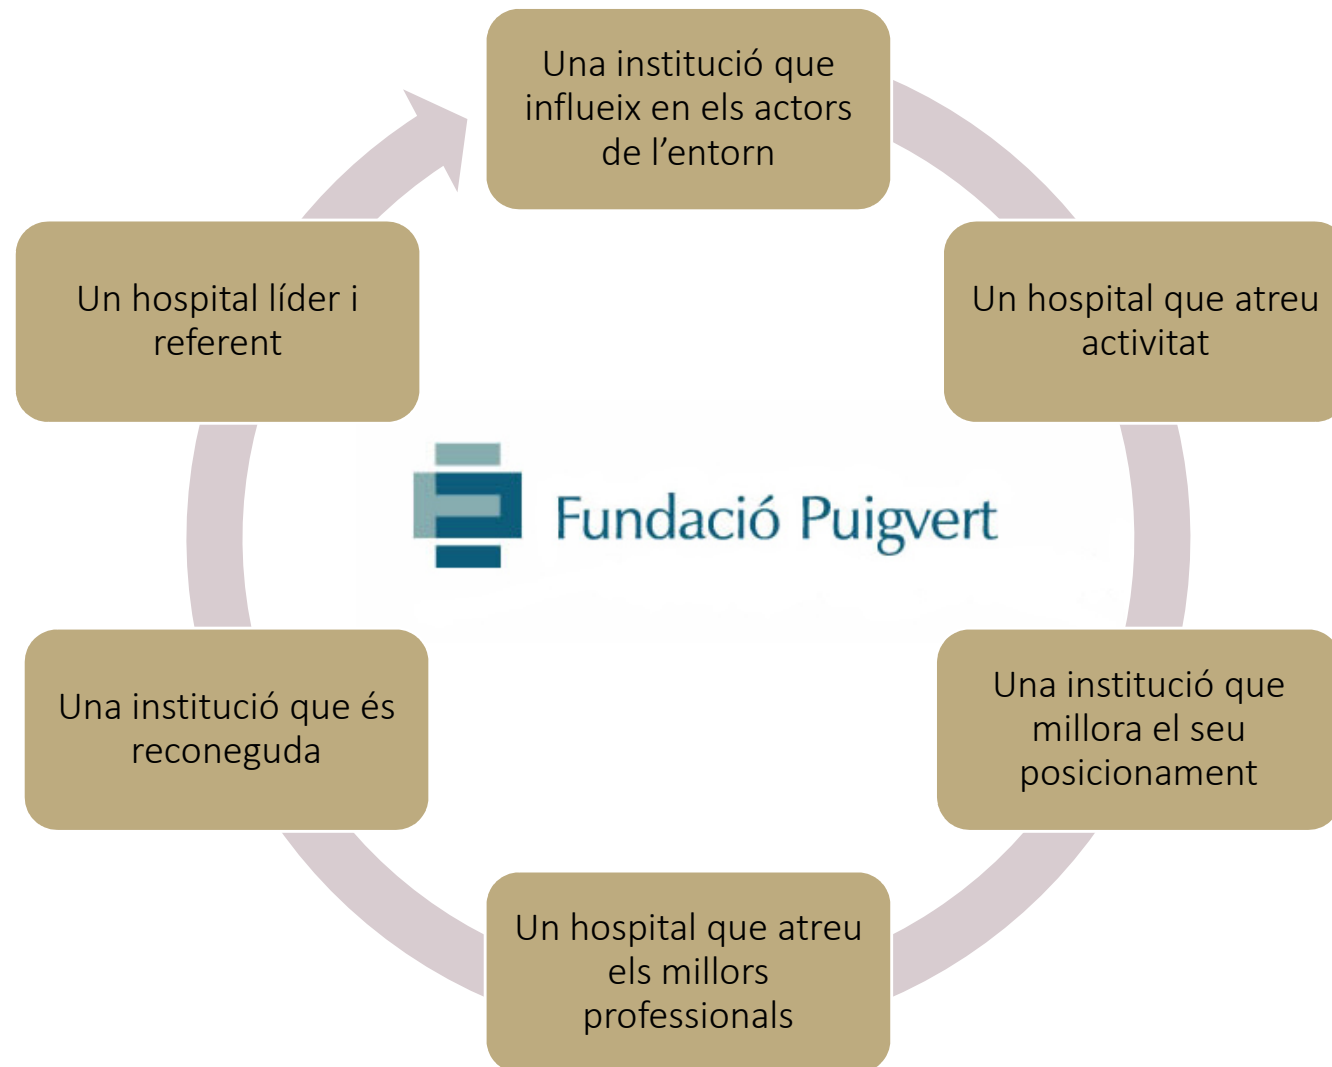 Una institució que
influeix en els actors
de l’entorn
Un hospital que atreu
activitat
Una institució que
millora el seu
posicionament
Un hospital que atreu
els millors
professionals
Una institució que és
reconeguda
Un hospital líder i
referent
Fundació Puigvert